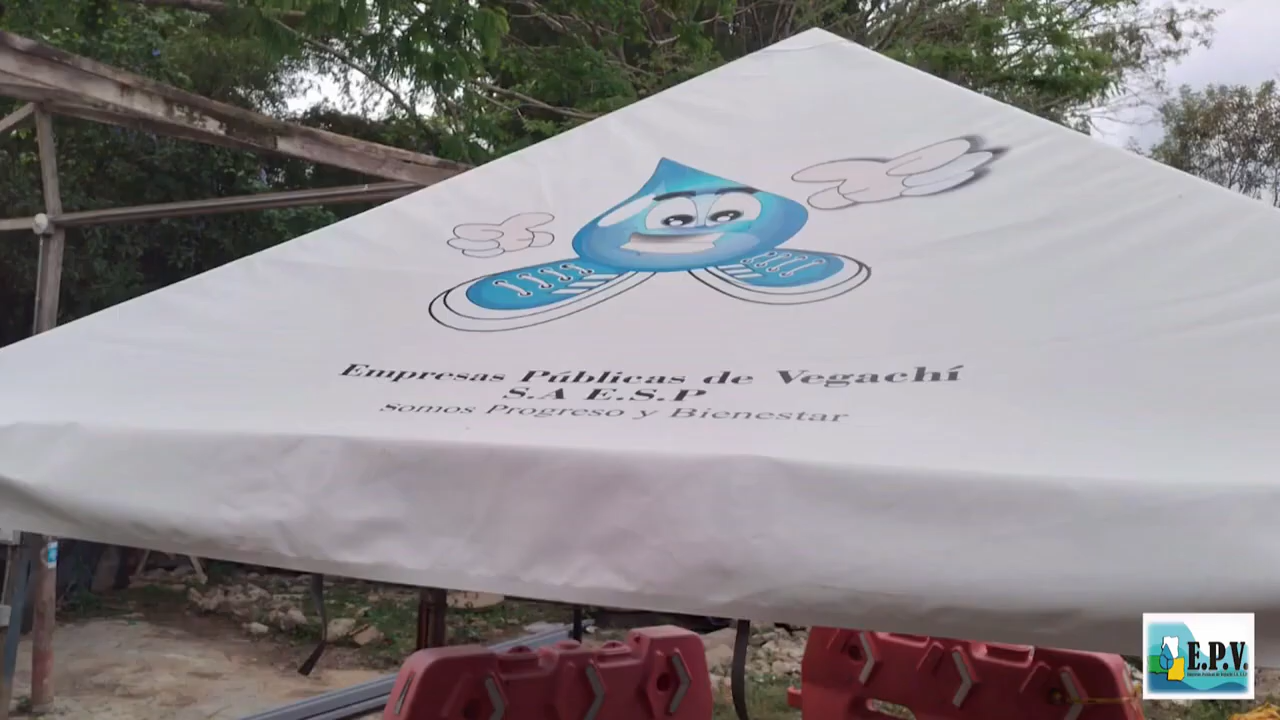 Empresas Públicas de Vegachí
S.A E.S.P
Somos Progreso y Bienestar
E.P.V.